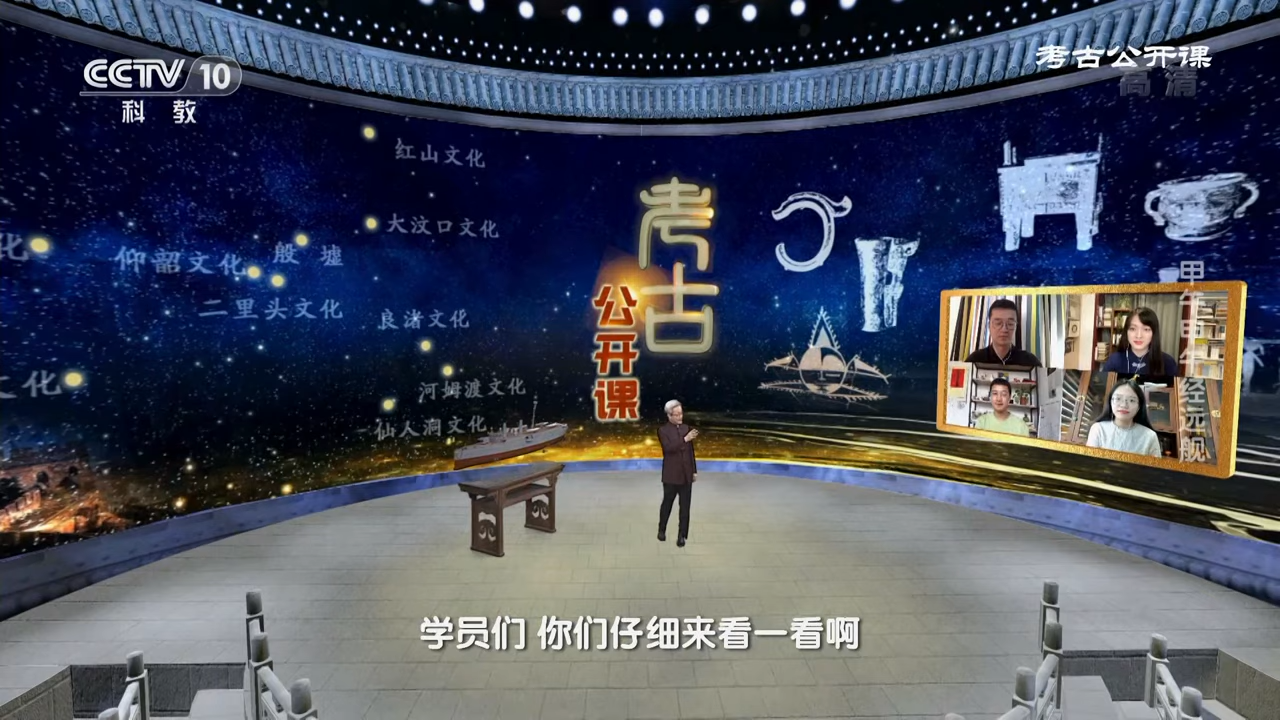 CCTV 10
科 教
考古公开课
高清
红山文化
大汶口文化
化
仰韶文化
殷 墟
二里头文化
良渚文化
文化
河姆渡文化
仙人洞文化
考古
公开课
甲午
经远舰
学员们 你们仔细来看一看啊